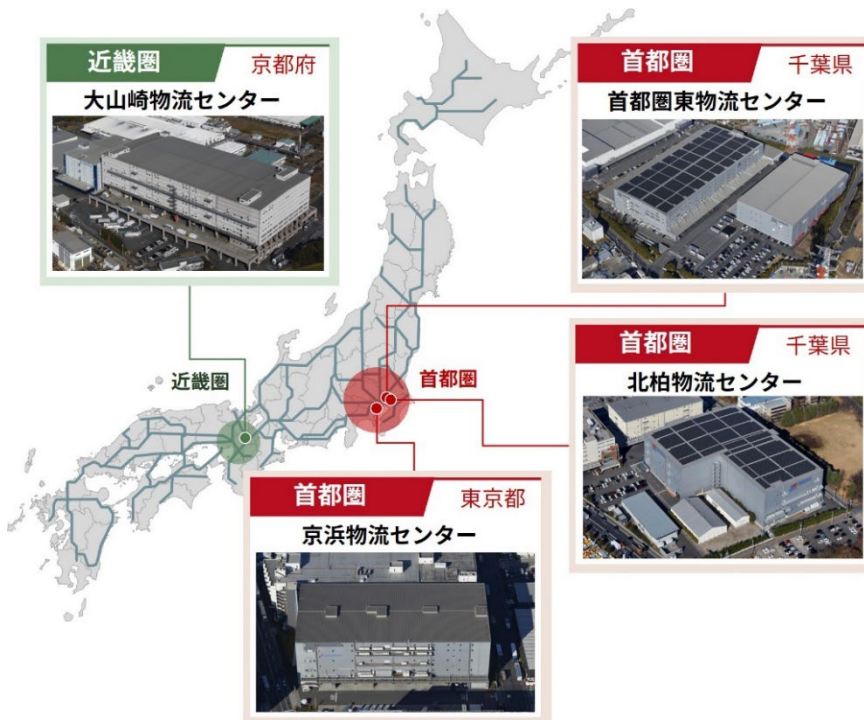 近畿圏 京都府
大山崎物流センター
首都圏 千葉県
首都圏東物流センター
首都圏 千葉県
北柏物流センター
近畿圏
首都圏
首都圏 東京都
京浜物流センター